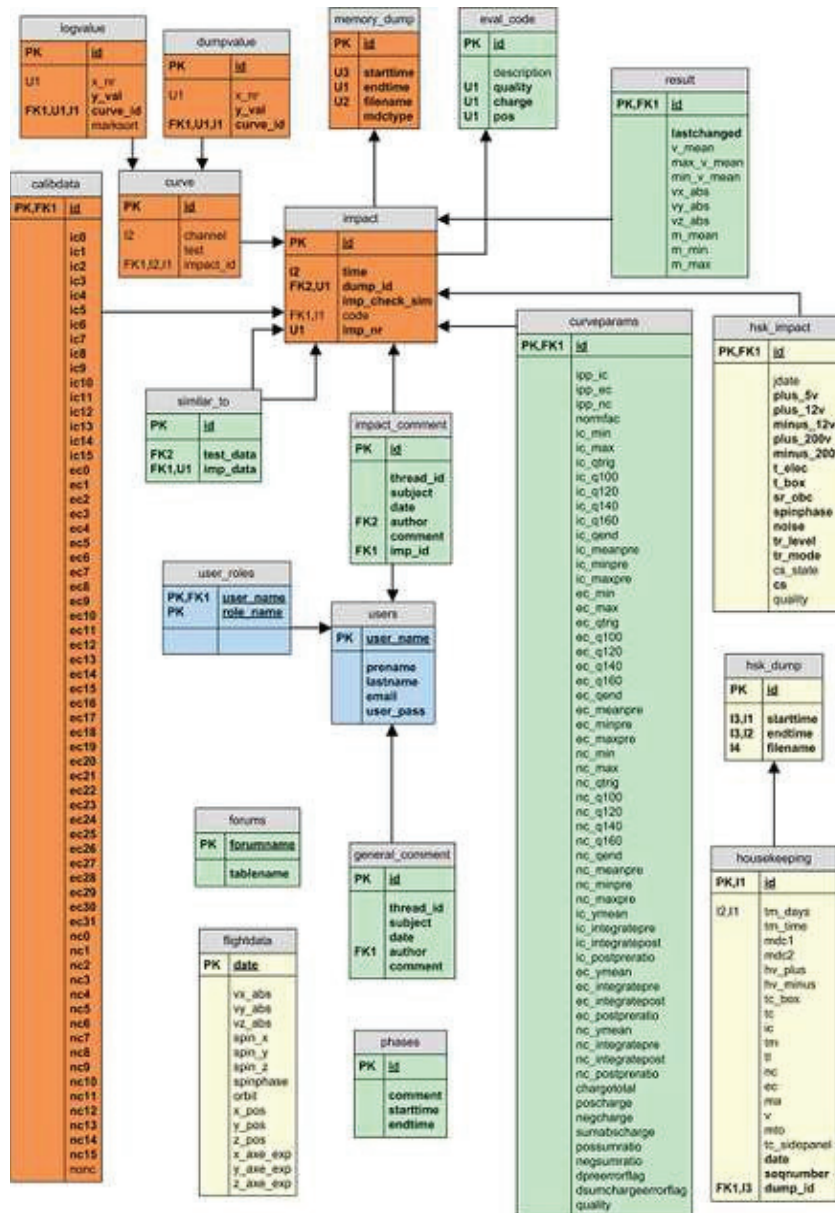 logvalue
PK id
U1 x_nr
y_val
FK1,U1,I1 curve_id
marksort
dumpvalue
PK id
U1 x_nr
y_val
FK1,U1,I1 curve_id
memory_dump
PK id
U3 starttime
U1 endtime
U2 filename
mdctype
eval_code
PK id
description
U1 quality
U1 charge
U1 pos
result
PK,FK1 id
lastchanged
v_mean
max_v_mean
min_v_mean
vx_abs
vy_abs
vz_abs
m_mean
m_min
m_max
calibdata
PK,FK1 id
ic0
ic1
ic2
ic3
ic4
ic5
ic6
ic7
ic8
ic9
ic10
ic11
ic12
ic13
ic14
ic15
ec0
ec1
ec2
ec3
ec4
ec5
ec6
ec7
ec8
ec9
ec10
ec11
ec12
ec13
ec14
ec15
ec16
ec17
ec18
ec19
ec20
ec21
ec22
ec23
ec24
ec25
ec26
ec27
ec28
ec29
ec30
ec31
nc0
nc1
nc2
nc3
nc4
nc5
nc6
nc7
nc8
nc9
nc10
nc11
nc12
nc13
nc14
nc15
nonc
curve
PK id
I2 channel
test
FK1,I2,I1 impact_id
impact
PK id
I2 time
FK2,U1 dump_id
imp_check_sim
FK1,I1 code
U1 imp_nr
similar_to
PK id
FK2 test_data
FK1,U1 imp_data
impact_comment
PK id
thread_id
subject
date
FK2 author
comment
FK1 imp_id
user_roles
PK,FK1 user_name
PK role_name
users
PK user_name
prename
lastname
email
user_pass
forums
PK forumname
tablename
general_comment
PK id
thread_id
subject
date
FK1 author
comment
flightdata
PK date
vx_abs
vy_abs
vz_abs
spin_x
spin_y
spin_z
spinphase
orbit
x_pos
y_pos
z_pos
x_axe_exp
y_axe_exp
z_axe_exp
phases
PK id
comment
starttime
endtime
curveparams
PK,FK1 id
ipp_ic
ipp_ec
ipp_nc
normfac
ic_min
ic_max
ic_qtrig
ic_q100
ic_q120
ic_q140
ic_q160
ic_qend
ic_meanpre
ic_minpre
ic_maxpre
ec_min
ec_max
ec_qtrig
ec_q100
ec_q120
ec_q140
ec_q160
ec_qend
ec_meanpre
ec_minpre
ec_maxpre
nc_min
nc_max
nc_qtrig
nc_q100
nc_q120
nc_q140
nc_q160
nc_qend
nc_meanpre
nc_minpre
nc_maxpre
ic_ymean
ic_integratepre
ic_integratepost
ic_postpreratio
ec_ymean
ec_integratepre
ec_integratepost
ec_postpreratio
nc_ymean
nc_integratepre
nc_integratepost
nc_postpreratio
chargetotal
poscharge
negcharge
sumabscharge
possumratio
negsumratio
dpreerrorflag
dsumchargeerrorflag
quality
hsk_impact
PK,FK1 id
jdate
plus_5v
plus_12v
minus_12v
plus_200v
minus_200
t_elec
t_box
sr_obc
spinphase
noise
tr_level
tr_mode
cs_state
cs
quality
hsk_dump
PK id
I3,I1 starttime
I3,I2 endtime
I4 filename
housekeeping
PK,I1 id
I2,I1 tm_days
tm_time
mdc1
mdc2
hv_plus
hv_minus
tc_box
tc
ic
tm
tl
nc
ec
ma
v
mto
tc_sidepanel
date
seqnumber
FK1,I3 dump_id